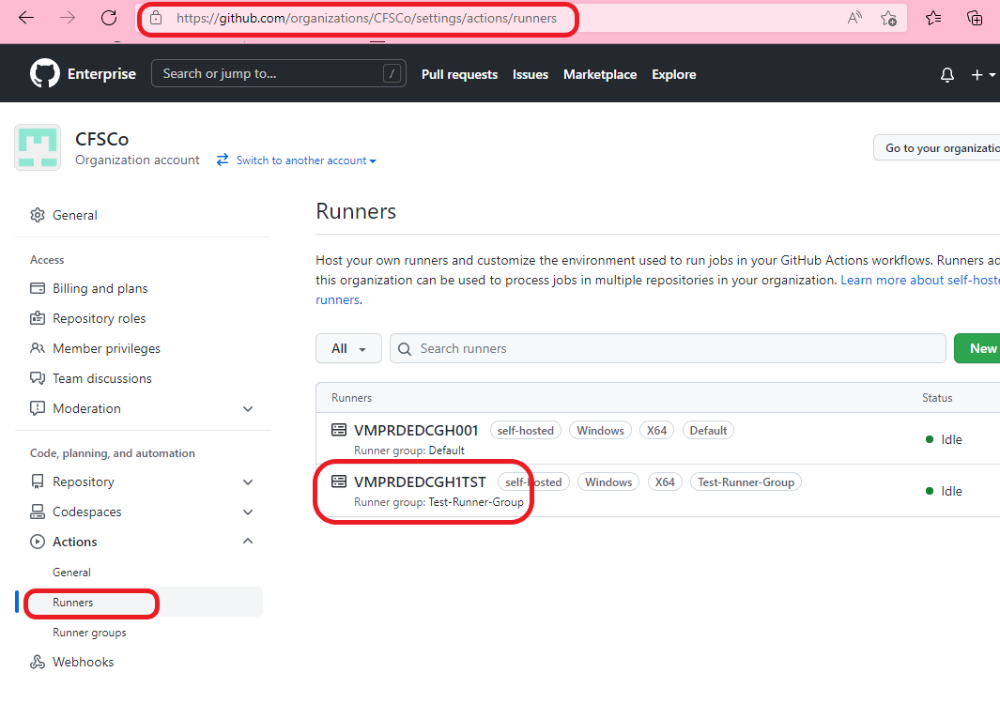 https://github.com/organizations/CFSCo/settings/actions/runners
Enterprise
Search or jump to...
/
Pull requests
Issues
Marketplace
Explore
CFSCo
Organization account
Switch to another account
Go to your organizatio
General
Access
Billing and plans
Repository roles
Member privileges
Team discussions
Moderation
Code, planning, and automation
Repository
Codespaces
Actions
General
Runners
Runner groups
Webhooks
Runners
Host your own runners and customize the environment used to run jobs in your GitHub Actions workflows. Runners ad
this organization can be used to process jobs in multiple repositories in your organization. Learn more about self-hoste
runners.
All
Search runners
New
Runners
Status
VMPRDEDCGH001
self-hosted
Windows
X64
Default
Runner group: Default
Idle
VMPRDEDCGH1TST
self-hosted
Windows
X64
Test-Runner-Group
Runner group: Test-Runner-Group
Idle